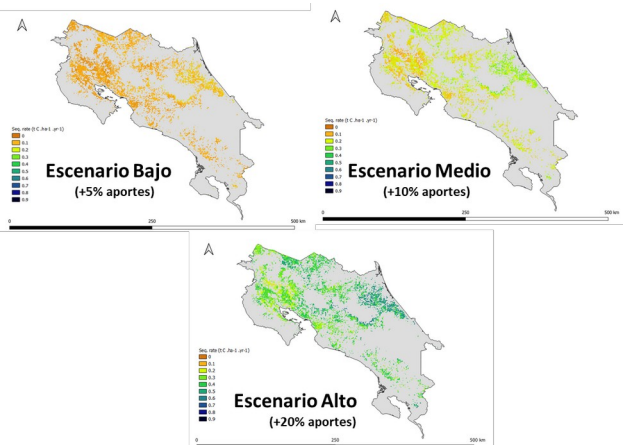 Seq. rate (t C .ha-1 .yr-1)
0
0.1
0.2
0.3
0.4
0.5
0.6
0.7
0.8
0.9
Escenario Bajo
(+5% aportes)
0 250 500 km
Seq. rate (t C .ha-1 .yr-1)
0
0.1
0.2
0.3
0.4
0.5
0.6
0.7
0.8
0.9
Escenario Medio
(+10% aportes)
0 250 500 km
Seq. rate (t C .ha-1 .yr-1)
0
0.1
0.2
0.3
0.4
0.5
0.6
0.7
0.8
0.9
Escenario Alto
(+20% aportes)
0 250 500 km